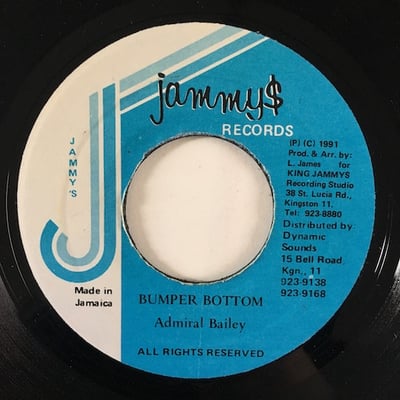 jammy$
RECORDS
JAMMY'S
(P) (C) 1991
Prod. & Arr. by:
L. James for
KING JAMMYS
Recording Studio
38 St. Lucia Rd.,
Kingston 11,
Tel: 923-8880
Distributed by:
Dynamic
Sounds
15 Bell Road,
Kgn., 11
923-9138
923-9168
Made in
Jamaica
BUMPER BOTTOM
Admiral Bailey
ALL RIGHTS RESERVED